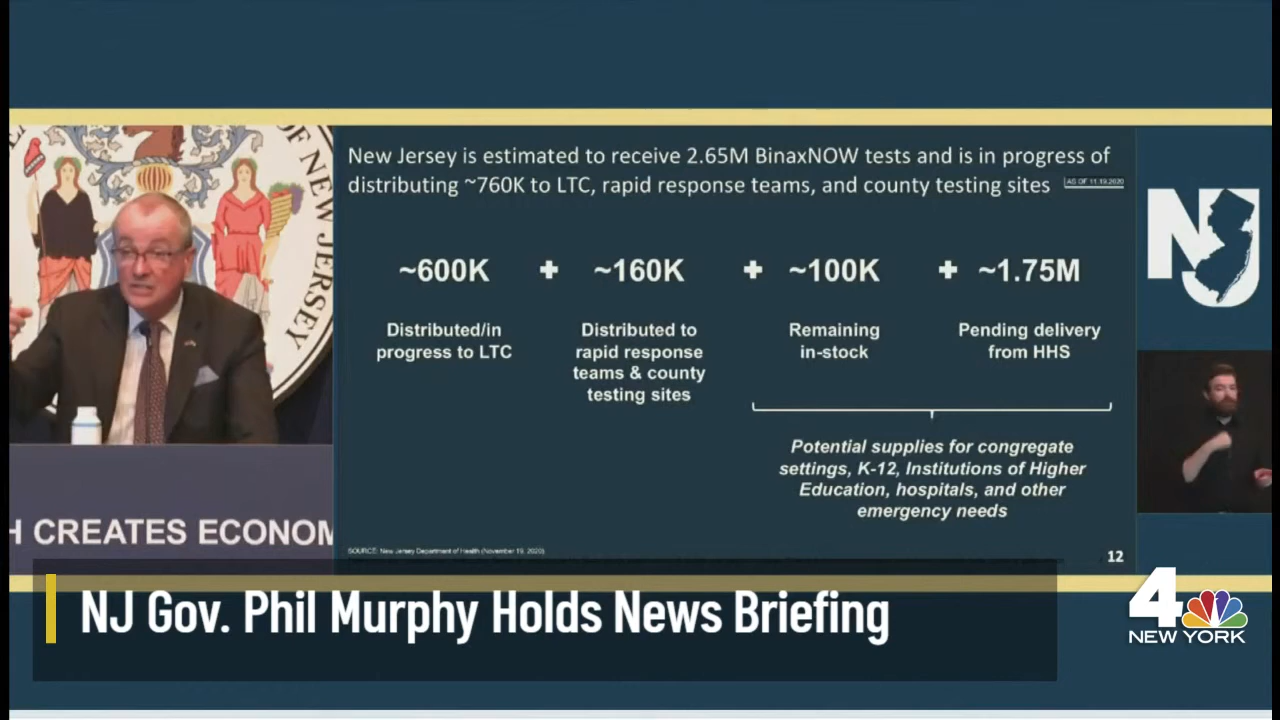 New Jersey is estimated to receive 2.65M BinaxNOW tests and is in progress of
distributing ~760K to LTC, rapid response teams, and county testing sites AS OF 11.19.2020
~600K + ~160K + ~100K + ~1.75M
Distributed/in
progress to LTC
Distributed to
rapid response
teams & county
testing sites
Remaining
in-stock
Pending delivery
from HHS
Potential supplies for congregate
settings, K-12, Institutions of Higher
Education, hospitals, and other
emergency needs
SOURCE: New Jersey Department of Health (November 19, 2020)
12
OF NEW JERSEY
H CREATES ECONOM
NJ
NJ Gov. Phil Murphy Holds News Briefing
4
NEW YORK